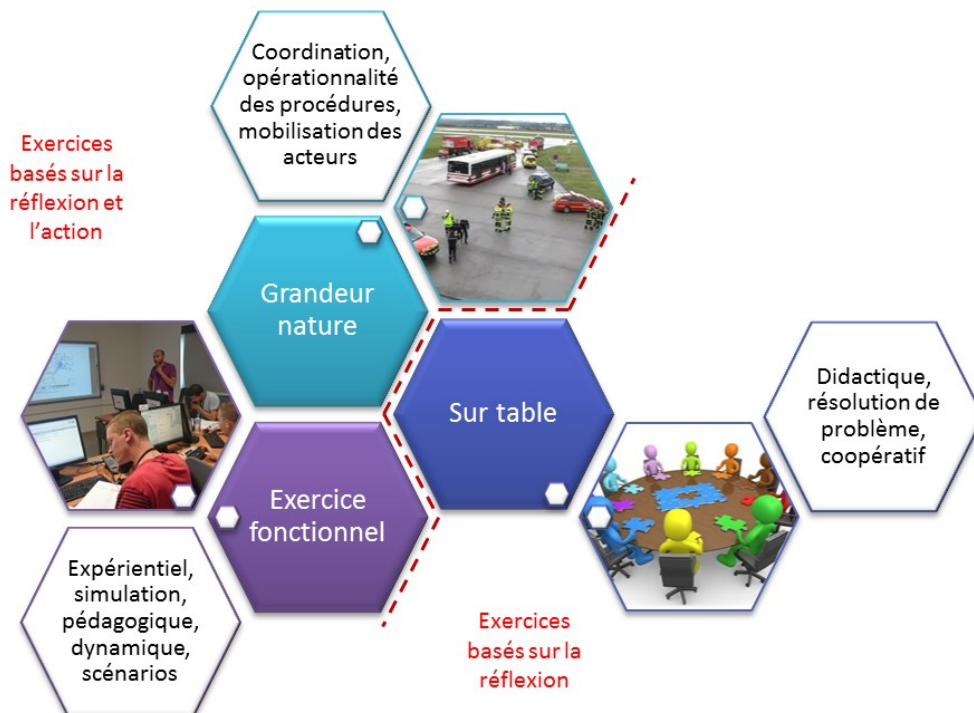 Coordination,
opérationnalité
des procédures,
mobilisation des
acteurs
Exercices
basés sur la
réflexion et
l’action
Grandeur
nature
Sur table
Didactique,
résolution de
problème,
coopératif
Exercice
fonctionnel
Expérientiel,
simulation,
pédagogique,
dynamique,
scénarios
Exercices
basés sur la
réflexion